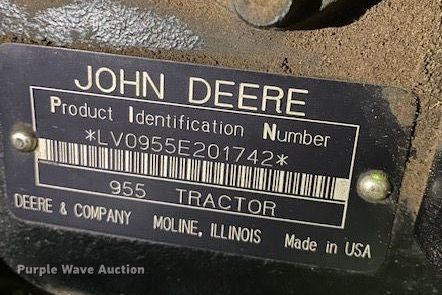 JOHN DEERE
Product Identification Number
*LV0955E201742*
955 TRACTOR
DEERE & COMPANY MOLINE, ILLINOIS Made in USA
Purple Wave Auction